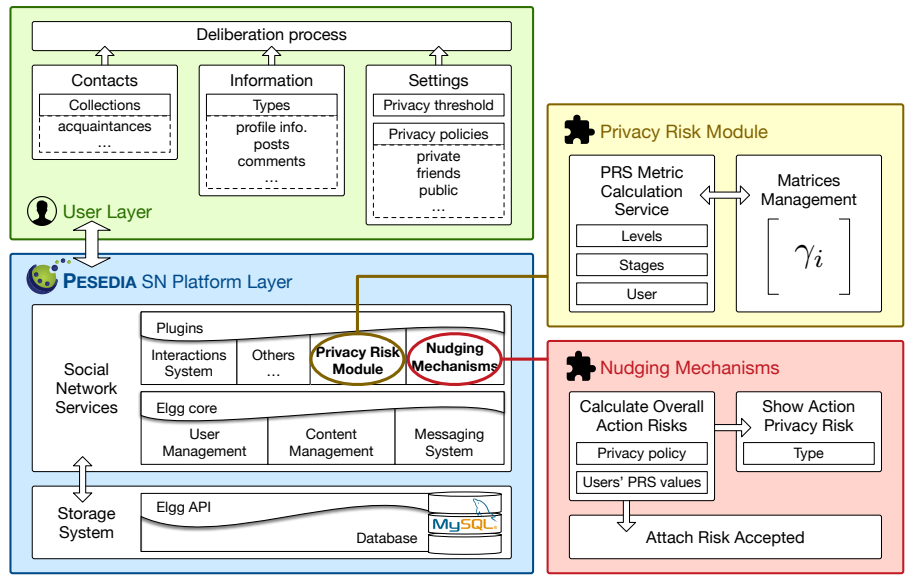 Deliberation process
Contacts
Collections
acquaintances
...
Information
Types
profile info.
posts
comments
...
Settings
Privacy threshold
Privacy policies
private
friends
public
...
User Layer
PESEDIA SN Platform Layer
Social
Network
Services
Plugins
Interactions
System
Others
...
Privacy Risk
Module
Nudging
Mechanisms
Elgg core
User
Management
Content
Management
Messaging
System
Storage
System
Elgg API
Database
MySQL®
Privacy Risk Module
PRS Metric
Calculation
Service
Levels
Stages
User
Matrices
Management
γi
Nudging Mechanisms
Calculate Overall
Action Risks
Privacy policy
Users' PRS values
Show Action
Privacy Risk
Type
Attach Risk Accepted